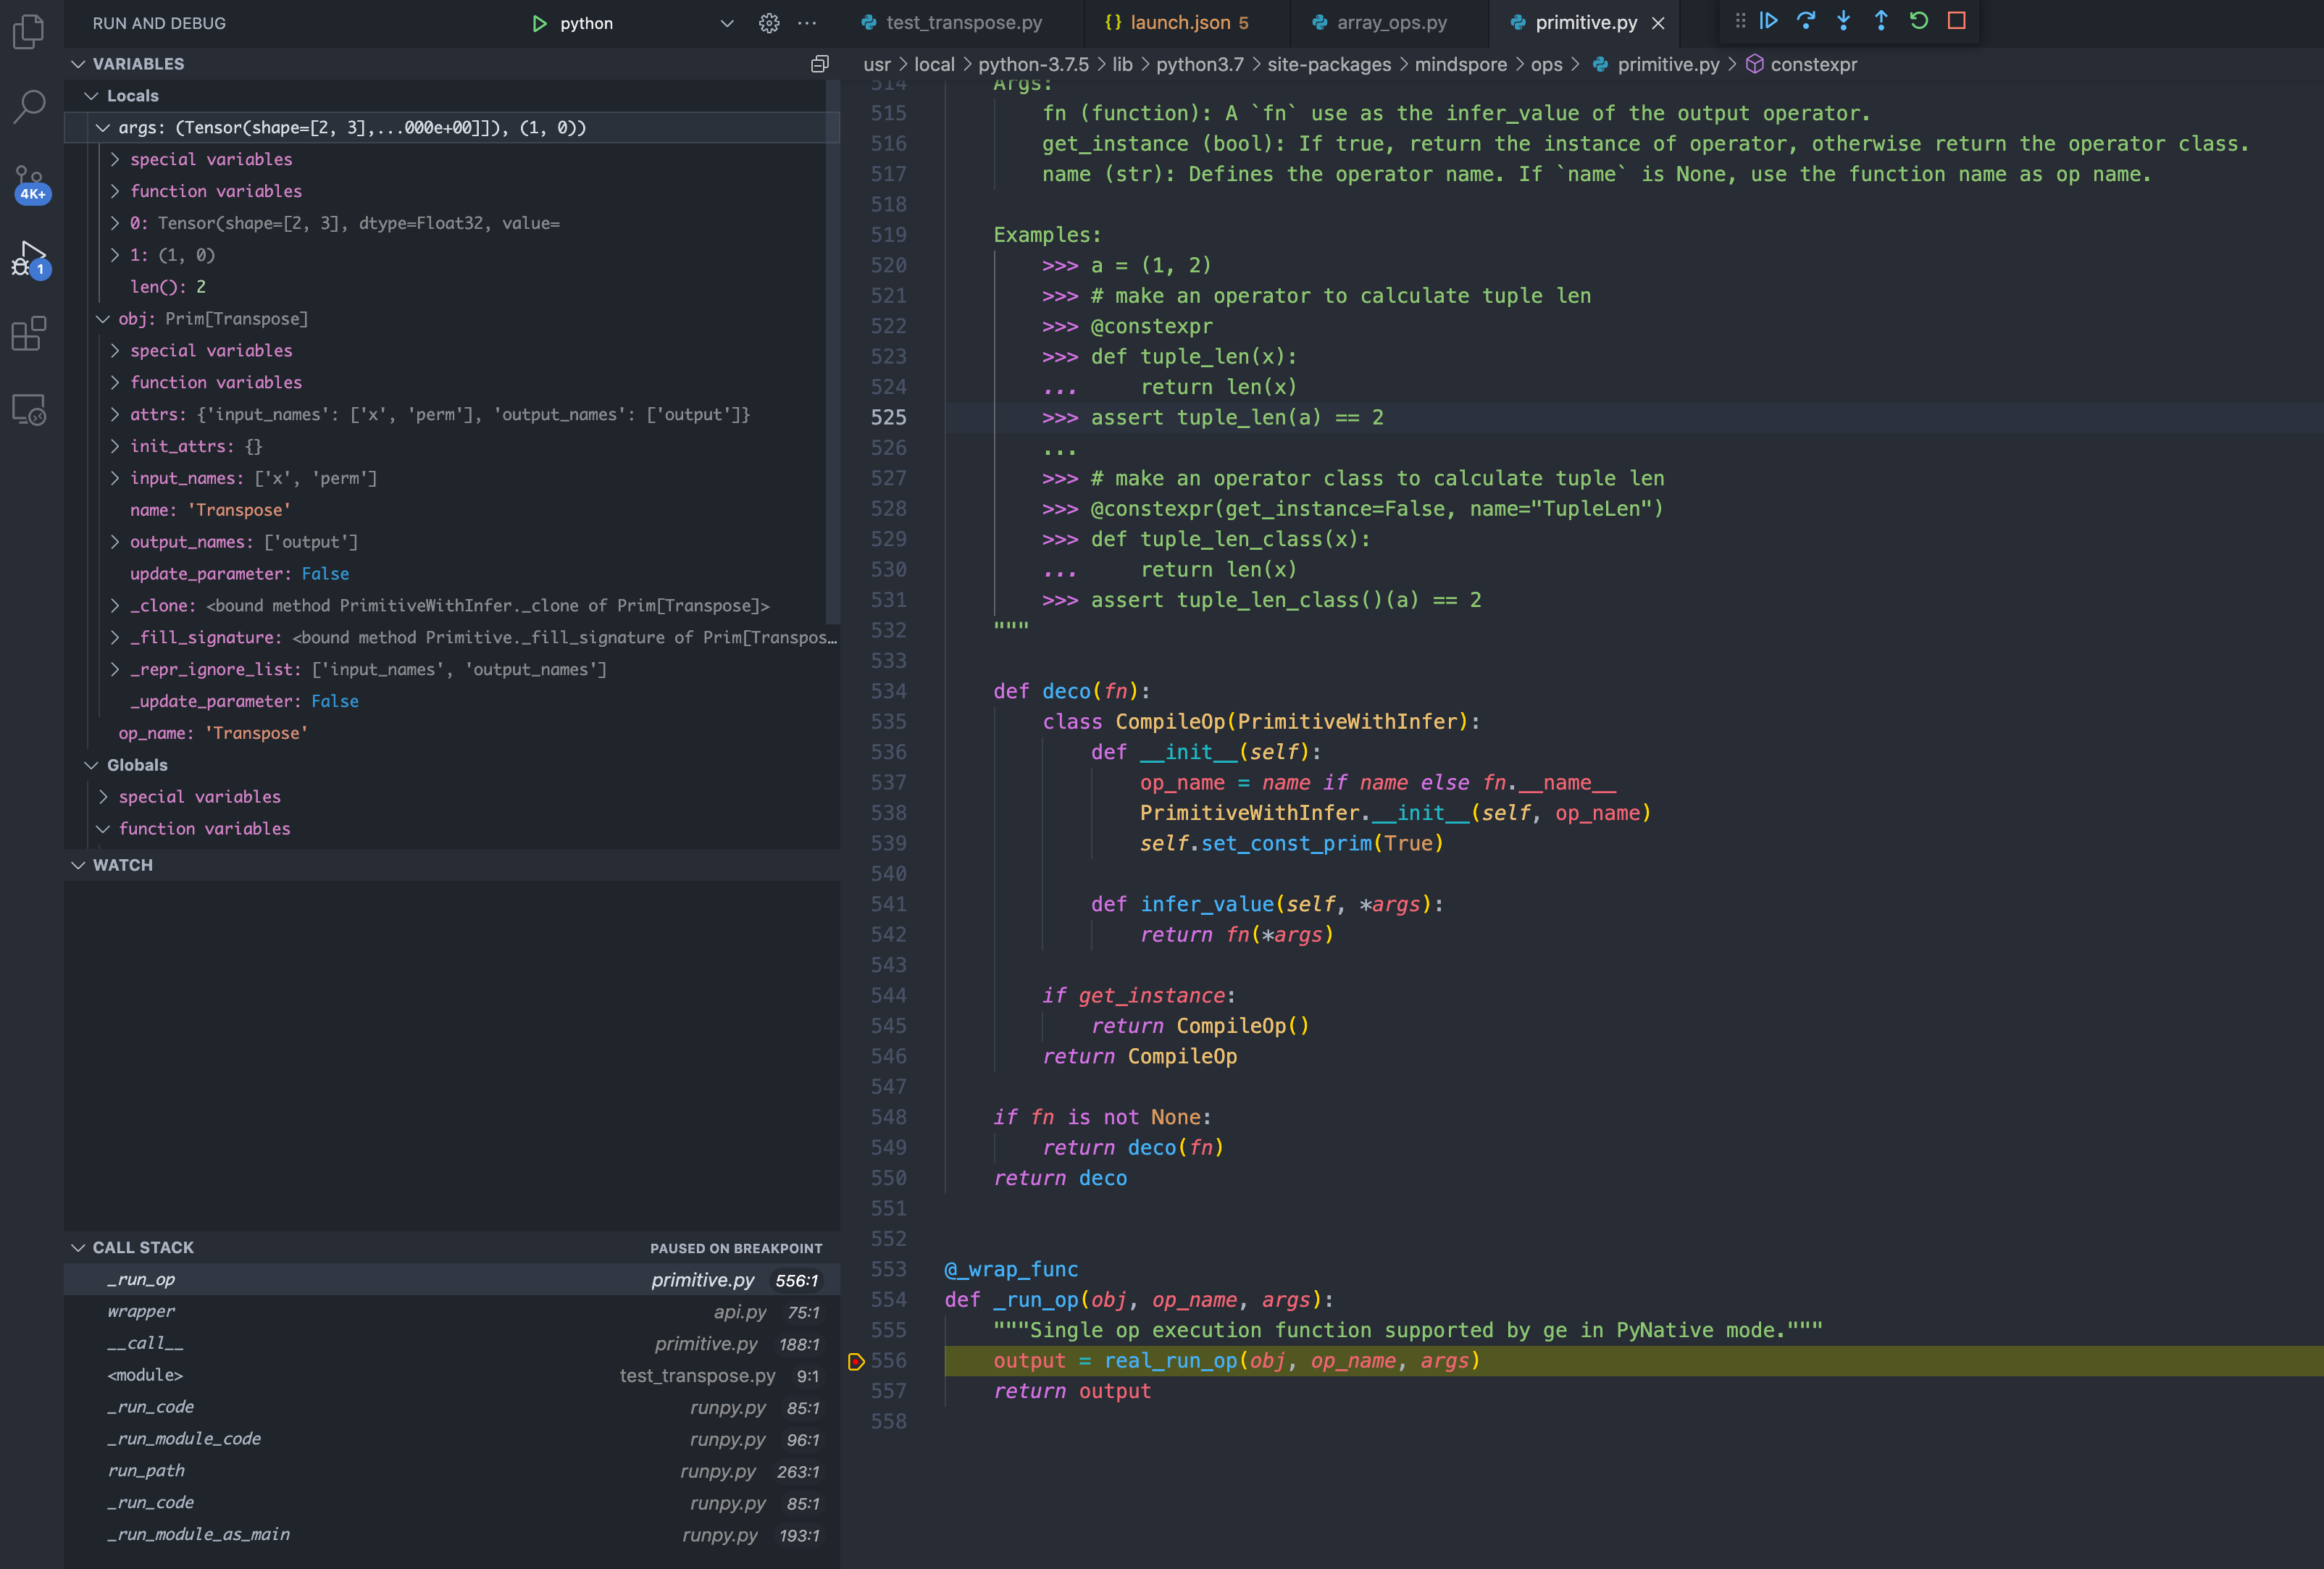 RUN AND DEBUG
python
VARIABLES
Locals
args: (Tensor(shape=[2, 3],...000e+00]]), (1, 0))
special variables
function variables
0: Tensor(shape=[2, 3], dtype=Float32, value=
1: (1, 0)
len(): 2
obj: Prim[Transpose]
special variables
function variables
attrs: {'input_names': ['x', 'perm'], 'output_names': ['output']}
init_attrs: {}
input_names: ['x', 'perm']
name: 'Transpose'
output_names: ['output']
update_parameter: False
_clone: <bound method PrimitiveWithInfer._clone of Prim[Transpose]>
_fill_signature: <bound method Primitive._fill_signature of Prim[Transpos…
_repr_ignore_list: ['input_names', 'output_names']
_update_parameter: False
op_name: 'Transpose'
Globals
special variables
function variables
WATCH
CALL STACK PAUSED ON BREAKPOINT
_run_op primitive.py 556:1
wrapper api.py 75:1
__call__ primitive.py 188:1
<module> test_transpose.py 9:1
_run_code runpy.py 85:1
_run_module_code runpy.py 96:1
run_path runpy.py 263:1
_run_code runpy.py 85:1
_run_module_as_main runpy.py 193:1
4K+
1
test_transpose.py {} launch.json 5 array_ops.py primitive.py
usr > local > python-3.7.5 > lib > python3.7 > site-packages > mindspore > ops > primitive.py > constexpr
514 Args:
515 fn (function): A `fn` use as the infer_value of the output operator.
516 get_instance (bool): If true, return the instance of operator, otherwise return the operator class.
517 name (str): Defines the operator name. If `name` is None, use the function name as op name.
518
519 Examples:
520 >>> a = (1, 2)
521 >>> # make an operator to calculate tuple len
522 >>> @constexpr
523 >>> def tuple_len(x):
524 ... return len(x)
525 >>> assert tuple_len(a) == 2
526 ...
527 >>> # make an operator class to calculate tuple len
528 >>> @constexpr(get_instance=False, name="TupleLen")
529 >>> def tuple_len_class(x):
530 ... return len(x)
531 >>> assert tuple_len_class()(a) == 2
532 """
533
534 def deco(fn):
535 class CompileOp(PrimitiveWithInfer):
536 def __init__(self):
537 op_name = name if name else fn.__name__
538 PrimitiveWithInfer.__init__(self, op_name)
539 self.set_const_prim(True)
540
541 def infer_value(self, *args):
542 return fn(*args)
543
544 if get_instance:
545 return CompileOp()
546 return CompileOp
547
548 if fn is not None:
549 return deco(fn)
550 return deco
551
552
553 @_wrap_func
554 def _run_op(obj, op_name, args):
555 """Single op execution function supported by ge in PyNative mode."""
556 output = real_run_op(obj, op_name, args)
557 return output
558